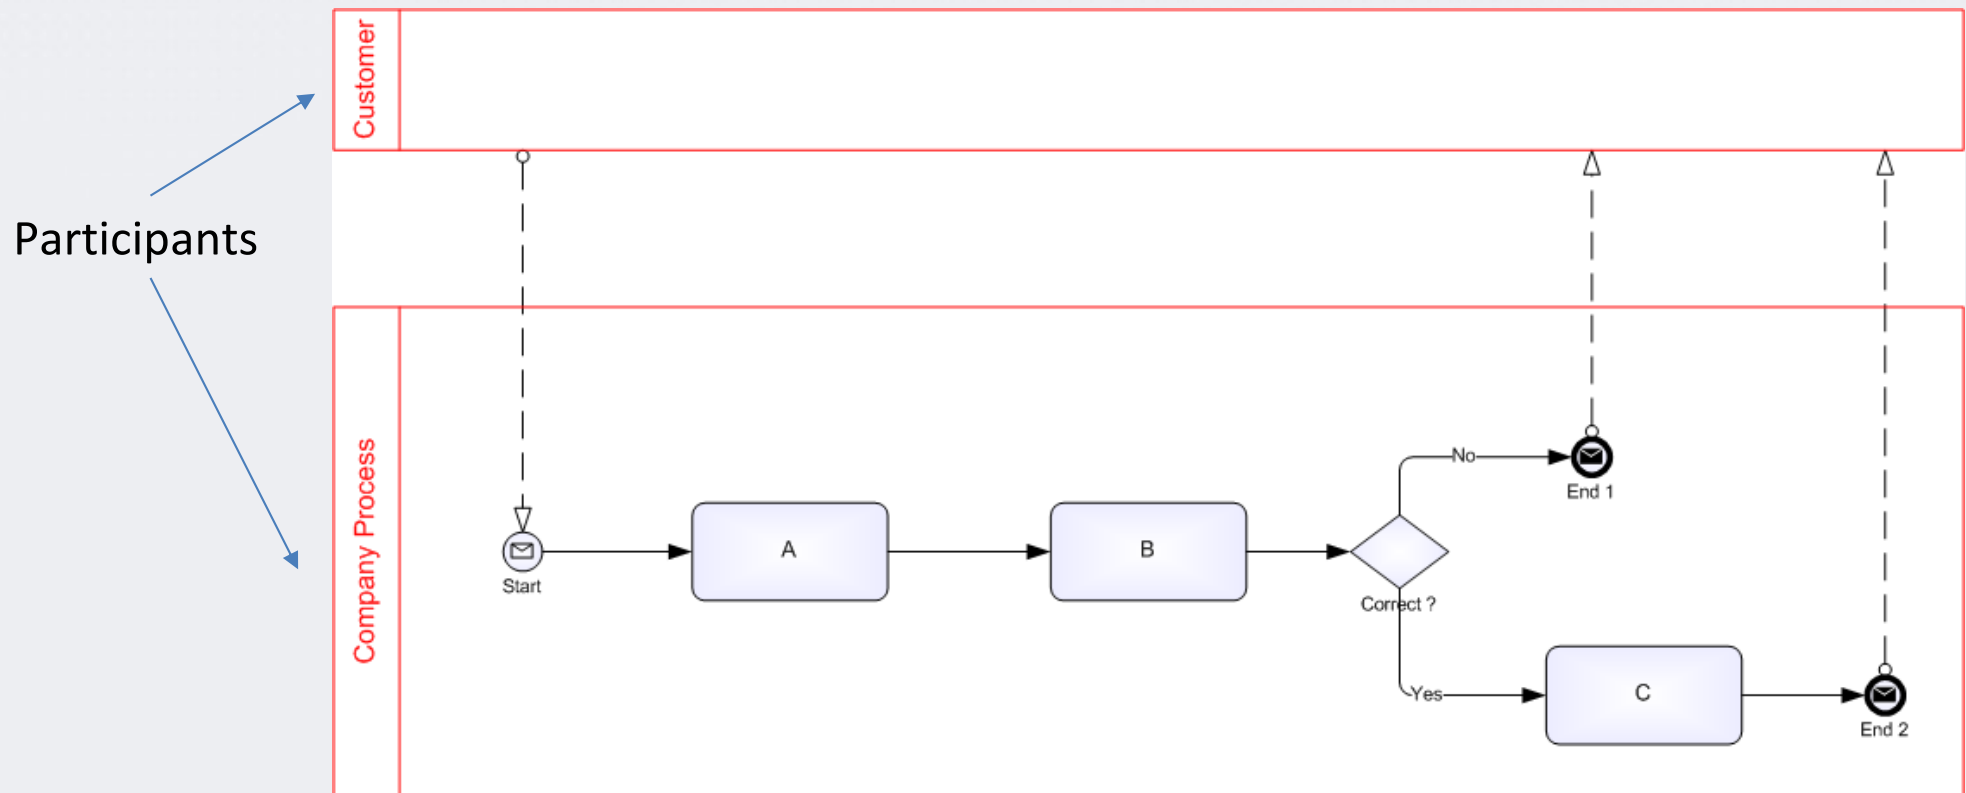 Customer
Participants
Company Process
Start
A
B
Correct ?
No
End 1
Yes
C
End 2